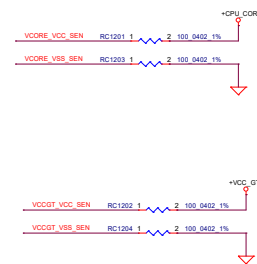 +CPU_COR
VCORE_VCC_SEN RC1201 1 2 100_0402_1%
VCORE_VSS_SEN RC1203 1 2 100_0402_1%
+VCC_GT
VCCGT_VCC_SEN RC1202 1 2 100_0402_1%
VCCGT_VSS_SEN RC1204 1 2 100_0402_1%